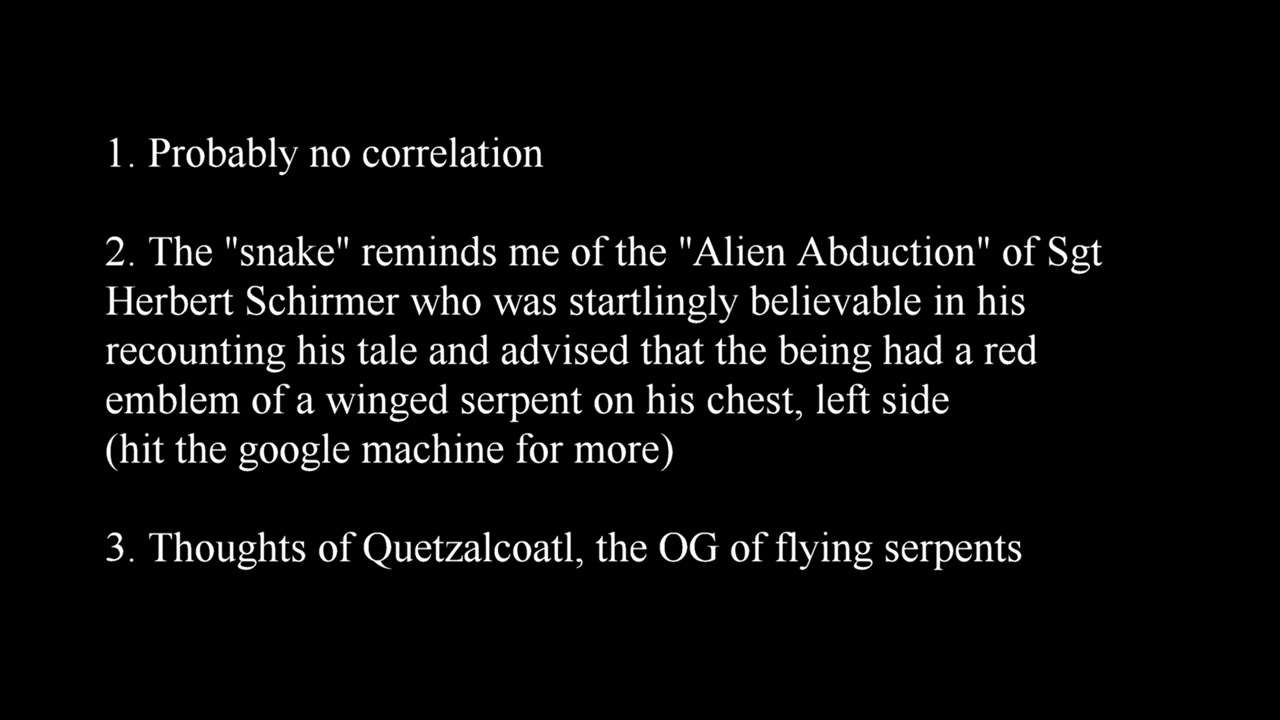 1. Probably no correlation
2. The "snake" reminds me of the "Alien Abduction" of Sgt
Herbert Schirmer who was startlingly believable in his
recounting his tale and advised that the being had a red
emblem of a winged serpent on his chest, left side
(hit the google machine for more)
3. Thoughts of Quetzalcoatl, the OG of flying serpents